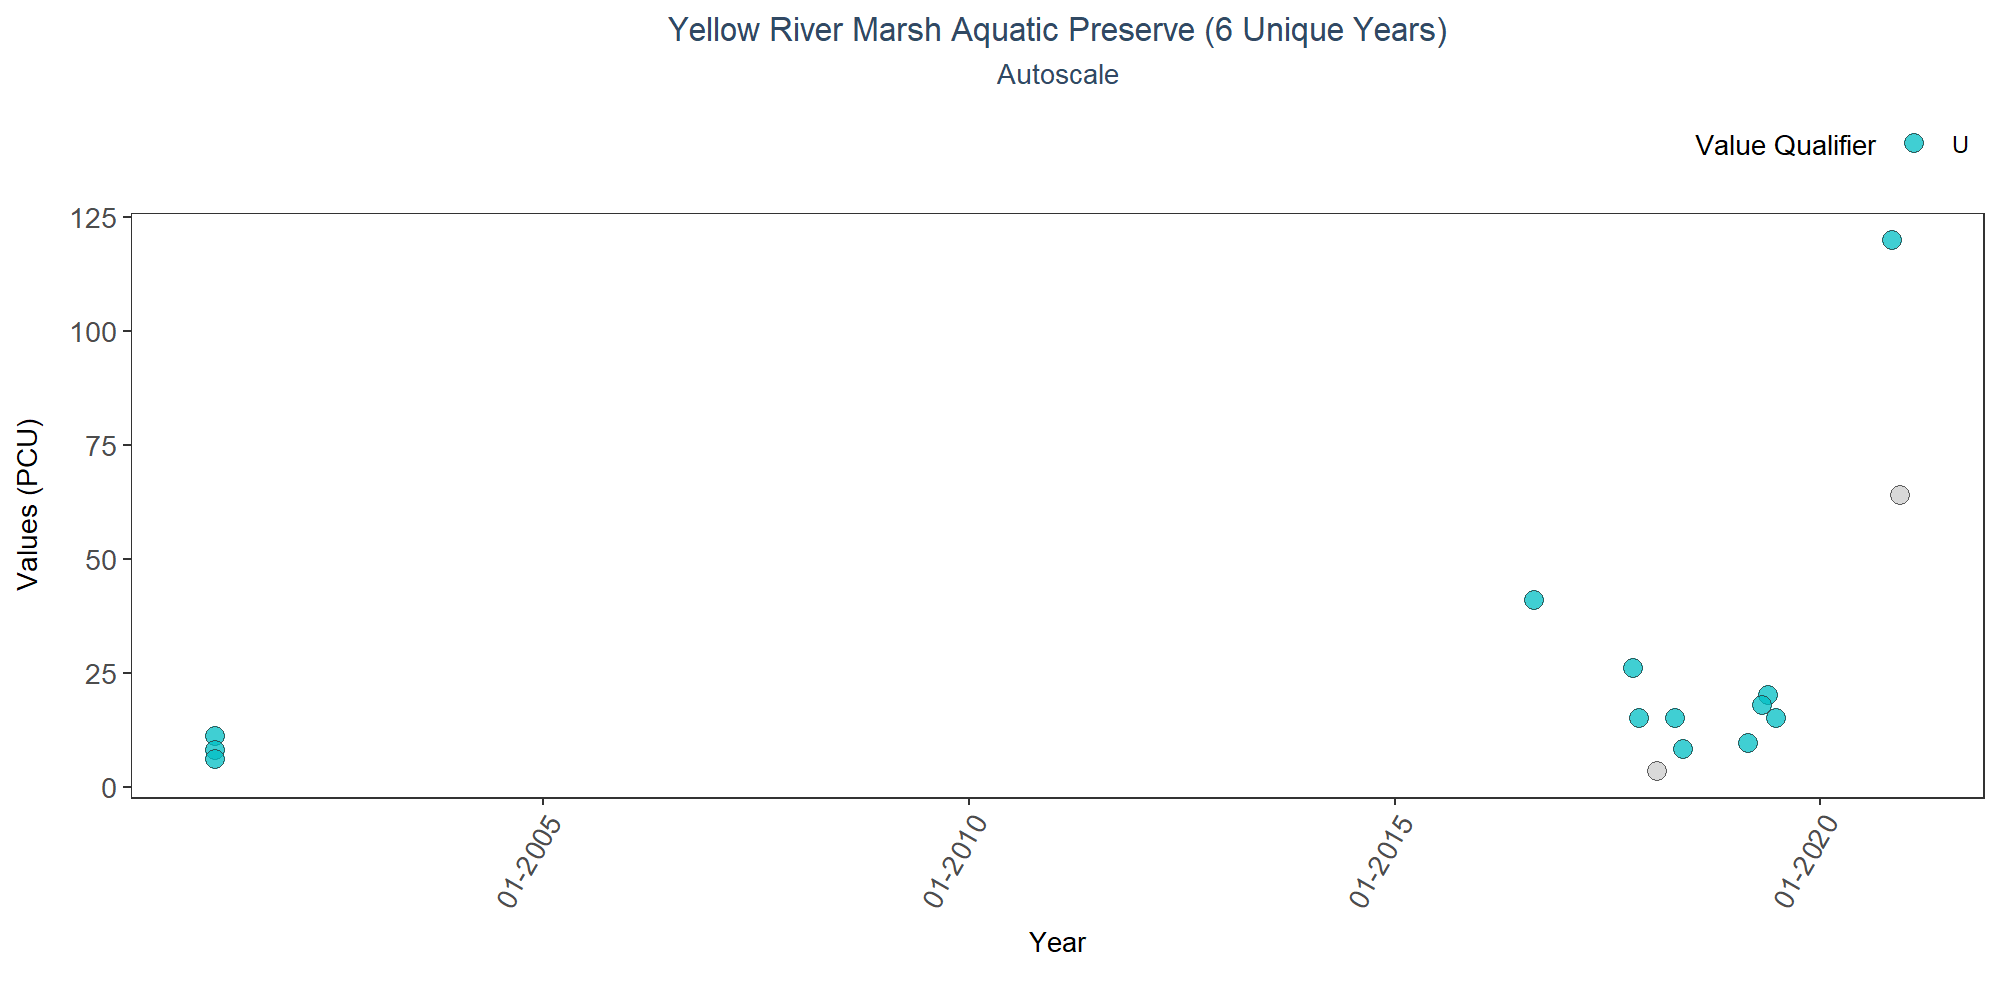 Yellow River Marsh Aquatic Preserve (6 Unique Years)
Autoscale
Value Qualifier U
125
100
75
50
25
0
Values (PCU)
01-2005
01-2010
01-2015
01-2020
Year